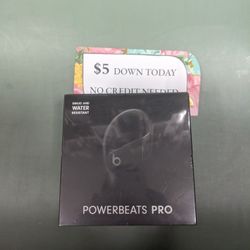 $5 DOWN TODAY
NO CREDIT NEEDED
SWEAT AND
WATER
RESISTANT
POWERBEATS PRO